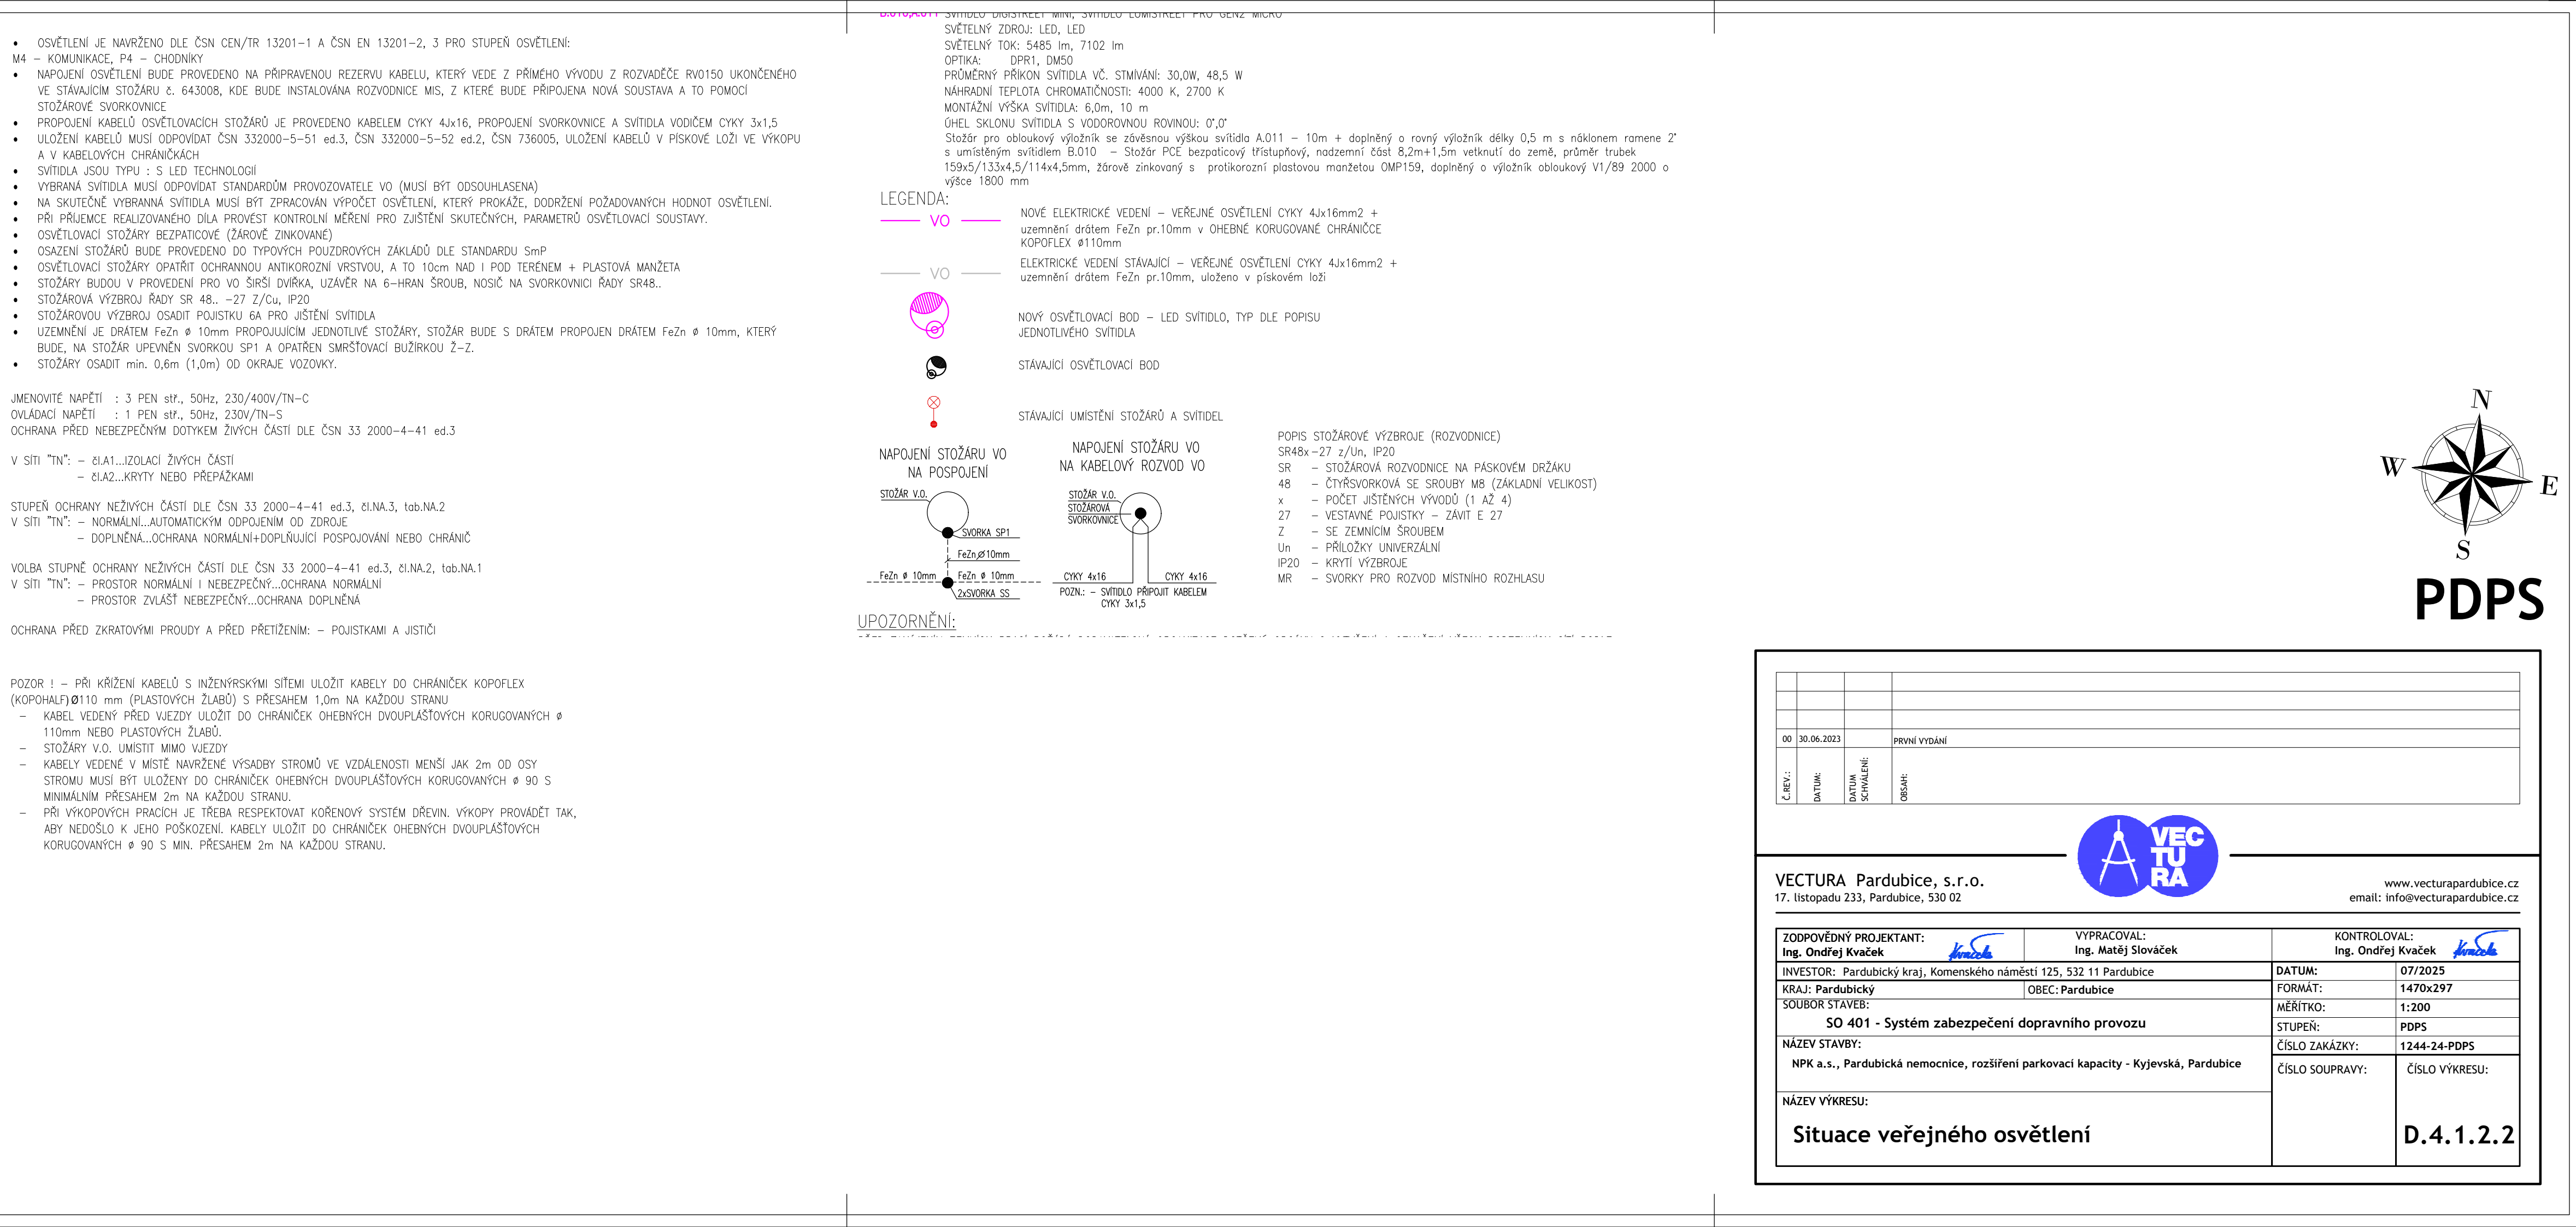 • OSVĚTLENÍ JE NAVRŽENO DLE ČSN CEN/TR 13201-1 A ČSN EN 13201-2, 3 PRO STUPEŇ OSVĚTLENÍ:
M4 – KOMUNIKACE, P4 – CHODNÍKY
• NAPOJENÍ OSVĚTLENÍ BUDE PROVEDENO NA PŘIPRAVENOU REZERVU KABELU, KTERÝ VEDE Z PŘÍMÉHO VÝVODU Z ROZVADĚČE RVO150 UKONČENÉHO
VE STÁVAJÍCÍM STOŽÁRU č. 643008, KDE BUDE INSTALOVÁNA ROZVODNICE MIS, Z KTERÉ BUDE PŘIPOJENA NOVÁ SOUSTAVA A TO POMOCÍ
STOŽÁROVÉ SVORKOVNICE
• PROPOJENÍ KABELŮ OSVĚTLOVACÍCH STOŽÁRŮ JE PROVEDENO KABELEM CYKY 4Jx16, PROPOJENÍ SVORKOVNICE A SVÍTIDLA VODIČEM CYKY 3x1,5
• ULOŽENÍ KABELŮ MUSÍ ODPOVÍDAT ČSN 332000-5-51 ed.3, ČSN 332000-5-52 ed.2, ČSN 736005, ULOŽENÍ KABELŮ V PÍSKOVÉ LOŽI VE VÝKOPU
A V KABELOVÝCH CHRÁNIČKÁCH
• SVÍTIDLA JSOU TYPU : S LED TECHNOLOGIÍ
• VYBRANÁ SVÍTIDLA MUSÍ ODPOVÍDAT STANDARDŮM PROVOZOVATELE VO (MUSÍ BÝT ODSOUHLASENA)
• NA SKUTEČNĚ VYBRANNÁ SVÍTIDLA MUSÍ BÝT ZPRACOVÁN VÝPOČET OSVĚTLENÍ, KTERÝ PROKÁŽE, DODRŽENÍ POŽADOVANÝCH HODNOT OSVĚTLENÍ.
• PŘI PŘÍJEMCE REALIZOVANÉHO DÍLA PROVÉST KONTROLNÍ MĚŘENÍ PRO ZJIŠTĚNÍ SKUTEČNÝCH, PARAMETRŮ OSVĚTLOVACÍ SOUSTAVY.
• OSVĚTLOVACÍ STOŽÁRY BEZPATICOVÉ (ŽÁROVĚ ZINKOVANÉ)
• OSAZENÍ STOŽÁRŮ BUDE PROVEDENO DO TYPOVÝCH POUZDROVÝCH ZÁKLÁDŮ DLE STANDARDU SmP
• OSVĚTLOVACÍ STOŽÁRY OPATŘIT OCHRANNOU ANTIKOROZNÍ VRSTVOU, A TO 10cm NAD I POD TERÉNEM + PLASTOVÁ MANŽETA
• STOŽÁRY BUDOU V PROVEDENÍ PRO VO ŠIRŠÍ DVÍŘKA, UZÁVĚR NA 6-HRAN ŠROUB, NOSIČ NA SVORKOVNICI ŘADY SR48..
• STOŽÁROVÁ VÝZBROJ ŘADY SR 48.. -27 Z/Cu, IP20
• STOŽÁROVOU VÝZBROJ OSADIT POJISTKU 6A PRO JIŠTĚNÍ SVÍTIDLA
• UZEMNĚNÍ JE DRÁTEM FeZn ø 10mm PROPOJUJÍCÍM JEDNOTLIVÉ STOŽÁRY, STOŽÁR BUDE S DRÁTEM PROPOJEN DRÁTEM FeZn ø 10mm, KTERÝ
BUDE, NA STOŽÁR UPEVNĚN SVORKOU SP1 A OPATŘEN SMRŠŤOVACÍ BUŽÍRKOU Ž-Z.
• STOŽÁRY OSADIT min. 0,6m (1,0m) OD OKRAJE VOZOVKY.
JMENOVITÉ NAPĚTÍ : 3 PEN stř., 50Hz, 230/400V/TN-C
OVLÁDACÍ NAPĚTÍ : 1 PEN stř., 50Hz, 230V/TN-S
OCHRANA PŘED NEBEZPEČNÝM DOTYKEM ŽIVÝCH ČÁSTÍ DLE ČSN 33 2000-4-41 ed.3
V SÍTI "TN": – čl.A1...IZOLACÍ ŽIVÝCH ČÁSTÍ
– čl.A2...KRYTY NEBO PŘEPÁŽKAMI
STUPEŇ OCHRANY NEŽIVÝCH ČÁSTÍ DLE ČSN 33 2000-4-41 ed.3, čl.NA.3, tab.NA.2
V SÍTI "TN": – NORMÁLNÍ...AUTOMATICKÝM ODPOJENÍM OD ZDROJE
– DOPLNĚNÁ...OCHRANA NORMÁLNÍ+DOPLŇUJÍCÍ POSPOJOVÁNÍ NEBO CHRÁNIČ
VOLBA STUPNĚ OCHRANY NEŽIVÝCH ČÁSTÍ DLE ČSN 33 2000-4-41 ed.3, čl.NA.2, tab.NA.1
V SÍTI "TN": – PROSTOR NORMÁLNÍ I NEBEZPEČNÝ...OCHRANA NORMÁLNÍ
– PROSTOR ZVLÁŠŤ NEBEZPEČNÝ...OCHRANA DOPLNĚNÁ
OCHRANA PŘED ZKRATOVÝMI PROUDY A PŘED PŘETÍŽENÍM: – POJISTKAMI A JISTIČI
POZOR ! – PŘI KŘÍŽENÍ KABELŮ S INŽENÝRSKÝMI SÍŤEMI ULOŽIT KABELY DO CHRÁNIČEK KOPOFLEX
(KOPOHALF)Ø110 mm (PLASTOVÝCH ŽLABŮ) S PŘESAHEM 1,0m NA KAŽDOU STRANU
– KABEL VEDENÝ PŘED VJEZDY ULOŽIT DO CHRÁNIČEK OHEBNÝCH DVOUPLÁŠŤOVÝCH KORUGOVANÝCH ø
110mm NEBO PLASTOVÝCH ŽLABŮ.
– STOŽÁRY V.O. UMÍSTIT MIMO VJEZDY
– KABELY VEDENÉ V MÍSTĚ NAVRŽENÉ VÝSADBY STROMŮ VE VZDÁLENOSTI MENŠÍ JAK 2m OD OSY
STROMU MUSÍ BÝT ULOŽENY DO CHRÁNIČEK OHEBNÝCH DVOUPLÁŠŤOVÝCH KORUGOVANÝCH ø 90 S
MINIMÁLNÍM PŘESAHEM 2m NA KAŽDOU STRANU.
– PŘI VÝKOPOVÝCH PRACÍCH JE TŘEBA RESPEKTOVAT KOŘENOVÝ SYSTÉM DŘEVIN. VÝKOPY PROVÁDĚT TAK,
ABY NEDOŠLO K JEHO POŠKOZENÍ. KABELY ULOŽIT DO CHRÁNIČEK OHEBNÝCH DVOUPLÁŠŤOVÝCH
KORUGOVANÝCH ø 90 S MIN. PŘESAHEM 2m NA KAŽDOU STRANU.
B.010,A.011 SVÍTIDLO DIGISTREET MINI, SVÍTIDLO LUMISTREET PRO GEN2 MICRO
SVĚTELNÝ ZDROJ: LED, LED
SVĚTELNÝ TOK: 5485 lm, 7102 lm
OPTIKA: DPR1, DM50
PRŮMĚRNÝ PŘÍKON SVÍTIDLA VČ. STMÍVÁNÍ: 30,0W, 48,5 W
NÁHRADNÍ TEPLOTA CHROMATIČNOSTI: 4000 K, 2700 K
MONTÁŽNÍ VÝŠKA SVÍTIDLA: 6,0m, 10 m
ÚHEL SKLONU SVÍTIDLA S VODOROVNOU ROVINOU: 0°,0°
Stožár pro obloukový výložník se závěsnou výškou svítidla A.011 – 10m + doplněný o rovný výložník délky 0,5 m s náklonem ramene 2°
s umístěným svítidlem B.010 – Stožár PCE bezpaticový třístupňový, nadzemní část 8,2m+1,5m vetknutí do země, průměr trubek
159x5/133x4,5/114x4,5mm, žárově zinkovaný s protikorozní plastovou manžetou OMP159, doplněný o výložník obloukový V1/89 2000 o
výšce 1800 mm
LEGENDA:
VO
NOVÉ ELEKTRICKÉ VEDENÍ – VEŘEJNÉ OSVĚTLENÍ CYKY 4Jx16mm2 +
uzemnění drátem FeZn pr.10mm v OHEBNÉ KORUGOVANÉ CHRÁNIČCE
KOPOFLEX ø110mm
VO
ELEKTRICKÉ VEDENÍ STÁVAJÍCÍ – VEŘEJNÉ OSVĚTLENÍ CYKY 4Jx16mm2 +
uzemnění drátem FeZn pr.10mm, uloženo v pískovém loži
NOVÝ OSVĚTLOVACÍ BOD – LED SVÍTIDLO, TYP DLE POPISU
JEDNOTLIVÉHO SVÍTIDLA
STÁVAJÍCÍ OSVĚTLOVACÍ BOD
STÁVAJÍCÍ UMÍSTĚNÍ STOŽÁRŮ A SVÍTIDEL
NAPOJENÍ STOŽÁRU VO
NA POSPOJENÍ
STOŽÁR V.O.
SVORKA SP1
FeZn Ø10mm
FeZn ø 10mm
FeZn ø 10mm
2xSVORKA SS
NAPOJENÍ STOŽÁRU VO
NA KABELOVÝ ROZVOD VO
STOŽÁR V.O.
STOŽÁROVÁ
SVORKOVNICE
CYKY 4x16
CYKY 4x16
POZN.: – SVÍTIDLO PŘIPOJIT KABELEM
CYKY 3x1,5
POPIS STOŽÁROVÉ VÝZBROJE (ROZVODNICE)
SR48x-27 z/Un, IP20
SR – STOŽÁROVÁ ROZVODNICE NA PÁSKOVÉM DRŽÁKU
48 – ČTYŘSVORKOVÁ SE SROUBY M8 (ZÁKLADNÍ VELIKOST)
x – POČET JIŠTĚNÝCH VÝVODŮ (1 AŽ 4)
27 – VESTAVNÉ POJISTKY – ZÁVIT E 27
Z – SE ZEMNÍCÍM ŠROUBEM
Un – PŘÍLOŽKY UNIVERZÁLNÍ
IP20 – KRYTÍ VÝZBROJE
MR – SVORKY PRO ROZVOD MÍSTNÍHO ROZHLASU
UPOZORNĚNÍ:
N
W
E
S
PDPS
00 30.06.2023 PRVNÍ VYDÁNÍ
Č.REV.:
DATUM:
DATUM
SCHVÁLENÍ:
OBSAH:
VEC
TU
RA
VECTURA Pardubice, s.r.o.
17. listopadu 233, Pardubice, 530 02
www.vecturapardubice.cz
email: info@vecturapardubice.cz
ZODPOVĚDNÝ PROJEKTANT:
Ing. Ondřej Kvaček
Kvaček
VYPRACOVAL:
Ing. Matěj Slováček
KONTROLOVAL:
Ing. Ondřej Kvaček
Kvaček
INVESTOR: Pardubický kraj, Komenského náměstí 125, 532 11 Pardubice
KRAJ: Pardubický
OBEC: Pardubice
SOUBOR STAVEB:
SO 401 - Systém zabezpečení dopravního provozu
NÁZEV STAVBY:
NPK a.s., Pardubická nemocnice, rozšíření parkovací kapacity - Kyjevská, Pardubice
NÁZEV VÝKRESU:
Situace veřejného osvětlení
DATUM: 07/2025
FORMÁT: 1470x297
MĚŘÍTKO: 1:200
STUPEŇ: PDPS
ČÍSLO ZAKÁZKY: 1244-24-PDPS
ČÍSLO SOUPRAVY:
ČÍSLO VÝKRESU:
D.4.1.2.2